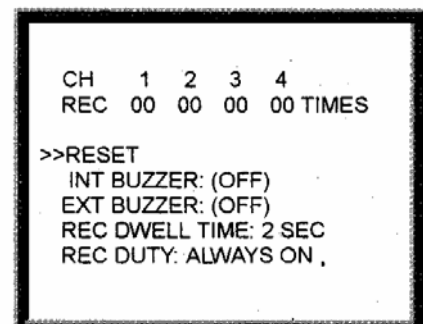 CH 1 2 3 4
REC 00 00 00 00 TIMES
>>RESET
INT BUZZER: (OFF)
EXT BUZZER: (OFF)
REC DWELL TIME: 2 SEC
REC DUTY: ALWAYS ON .